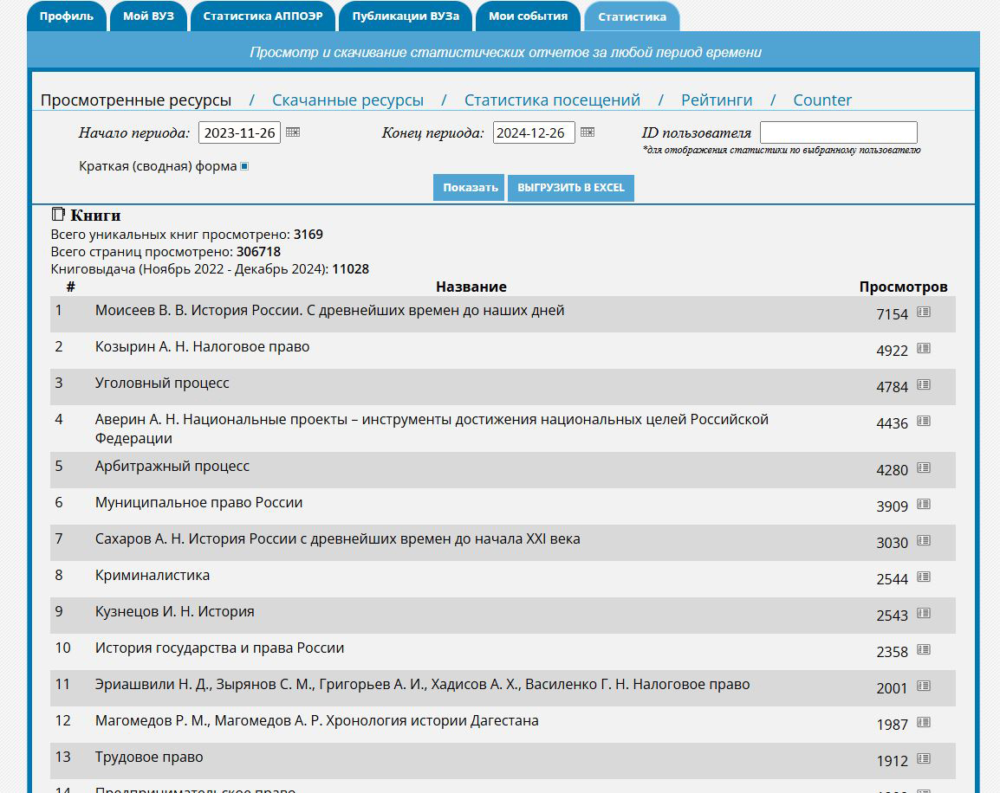 Профиль Мой ВУЗ Статистика АППОЭР Публикации ВУЗа Мои события Статистика
Просмотр и скачивание статистических отчетов за любой период времени
Просмотренные ресурсы / Скачанные ресурсы / Статистика посещений / Рейтинги / Counter
Начало периода: 2023-11-26 Конец периода: 2024-12-26 ID пользователя
*для отображения статистики по выбранному пользователю
Краткая (сводная) форма
Показать ВЫГРУЗИТЬ В EXCEL
Книги
Всего уникальных книг просмотрено: 3169
Всего страниц просмотрено: 306718
Книговыдача (Ноябрь 2022 - Декабрь 2024): 11028
# Название Просмотров
1 Моисеев В. В. История России. С древнейших времен до наших дней 7154
2 Козырин А. Н. Налоговое право 4922
3 Уголовный процесс 4784
4 Аверин А. Н. Национальные проекты – инструменты достижения национальных целей Российской
Федерации 4436
5 Арбитражный процесс 4280
6 Муниципальное право России 3909
7 Сахаров А. Н. История России с древнейших времен до начала XXI века 3030
8 Криминалистика 2544
9 Кузнецов И. Н. История 2543
10 История государства и права России 2358
11 Эриашвили Н. Д., Зырянов С. М., Григорьев А. И., Хадисов А. Х., Василенко Г. Н. Налоговое право 2001
12 Магомедов Р. М., Магомедов А. Р. Хронология истории Дагестана 1987
13 Трудовое право 1912
14 Предпринимательское право